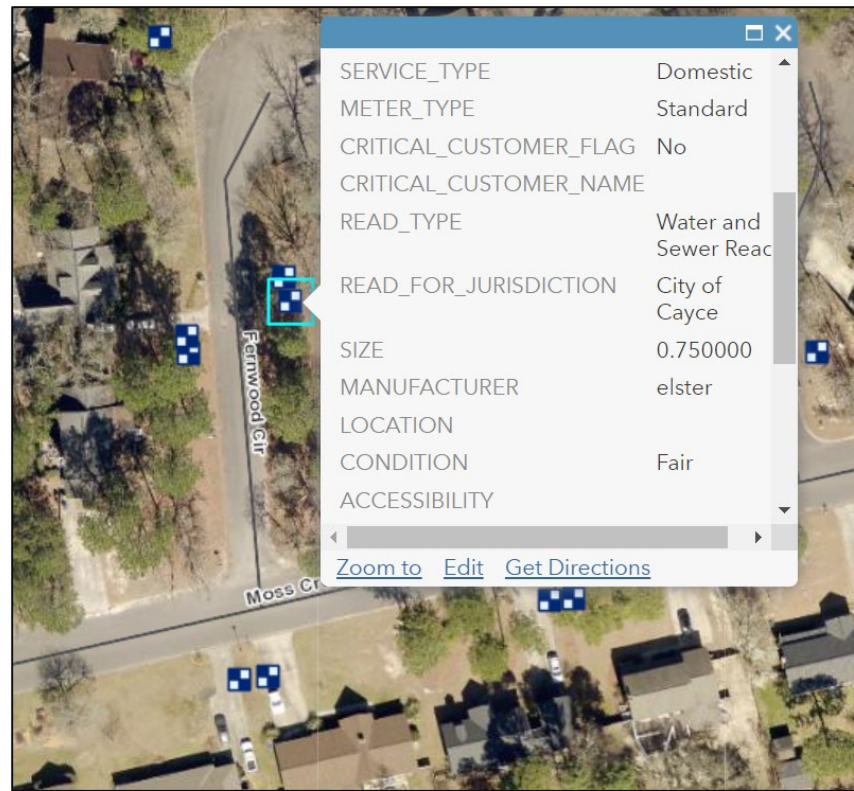 SERVICE_TYPE Domestic
METER_TYPE Standard
CRITICAL_CUSTOMER_FLAG No
CRITICAL_CUSTOMER_NAME
READ_TYPE Water and
Sewer Read
READ_FOR_JURISDICTION City of
Cayce
SIZE 0.750000
MANUFACTURER elster
LOCATION
CONDITION Fair
ACCESSIBILITY
Zoom to Edit Get Directions
Fernwood Cir
Moss Cr